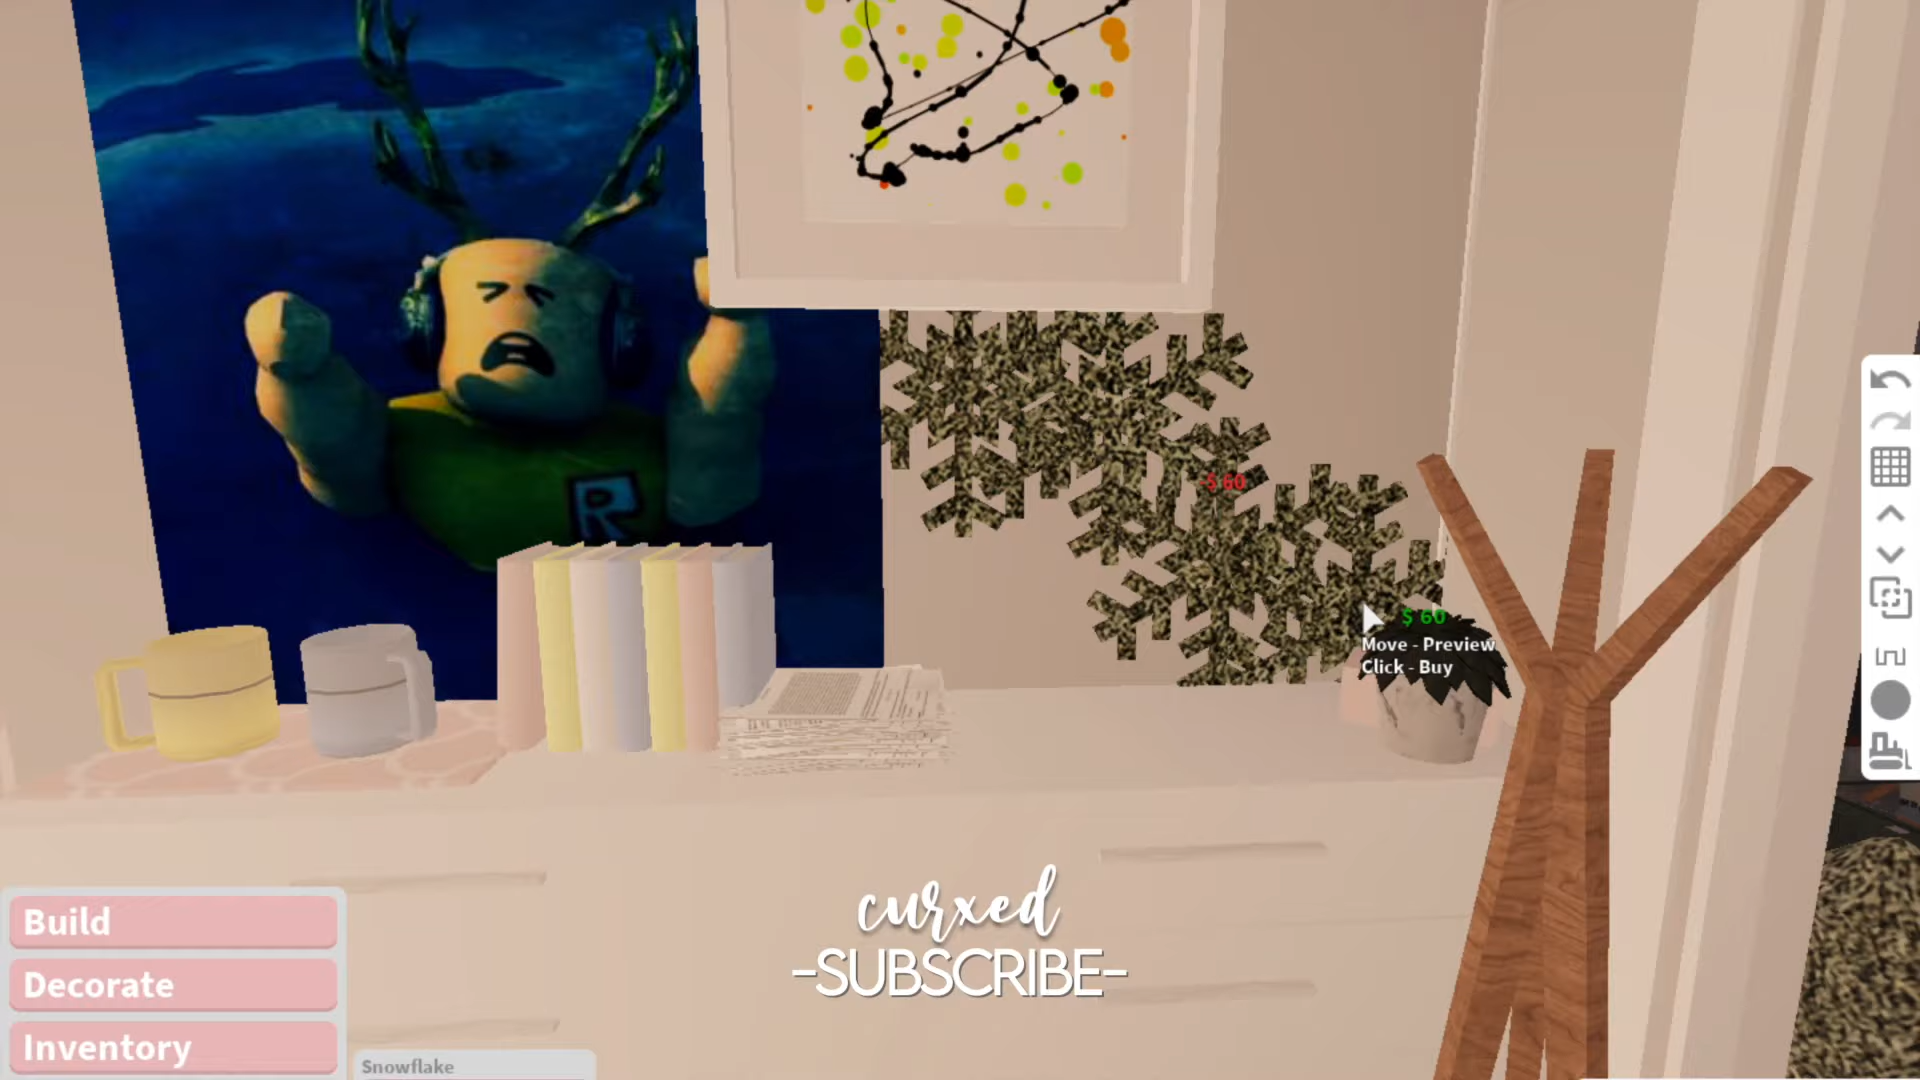 R
-$ 60
$ 60
Move - Preview
Click - Buy
curxed
-SUBSCRIBE-
Build
Decorate
Inventory
Snowflake